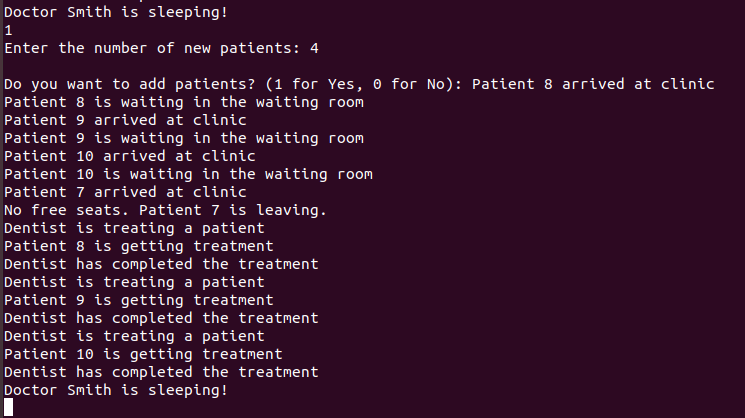 Doctor Smith is sleeping!
1
Enter the number of new patients: 4
Do you want to add patients? (1 for Yes, 0 for No): Patient 8 arrived at clinic
Patient 8 is waiting in the waiting room
Patient 9 arrived at clinic
Patient 9 is waiting in the waiting room
Patient 10 arrived at clinic
Patient 10 is waiting in the waiting room
Patient 7 arrived at clinic
No free seats. Patient 7 is leaving.
Dentist is treating a patient
Patient 8 is getting treatment
Dentist has completed the treatment
Dentist is treating a patient
Patient 9 is getting treatment
Dentist has completed the treatment
Dentist is treating a patient
Patient 10 is getting treatment
Dentist has completed the treatment
Doctor Smith is sleeping!